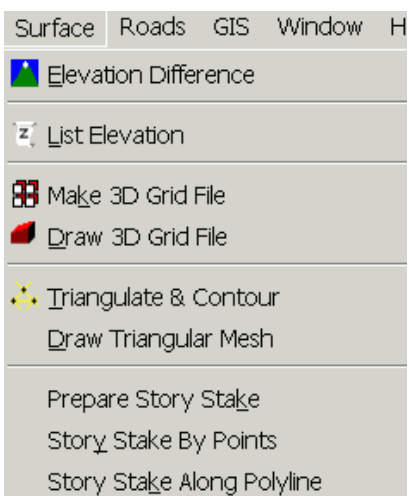 Surface Roads GIS Window H
Elevation Difference
List Elevation
Make 3D Grid File
Draw 3D Grid File
Triangulate & Contour
Draw Triangular Mesh
Prepare Story Stake
Story Stake By Points
Story Stake Along Polyline